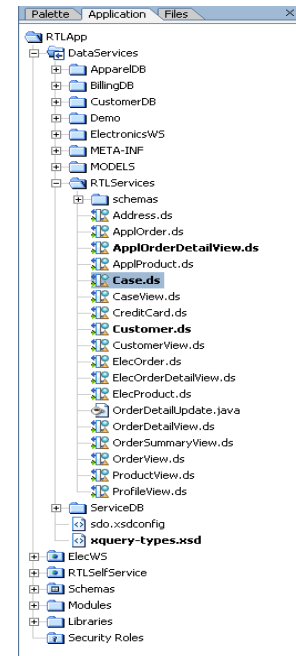 Palette Application Files
RTLApp
DataServices
ApparelDB
BillingDB
CustomerDB
Demo
ElectronicsWS
META-INF
MODELS
RTLServices
schemas
Address.ds
ApplOrder.ds
ApplOrderDetailView.ds
ApplProduct.ds
Case.ds
CaseView.ds
CreditCard.ds
Customer.ds
CustomerView.ds
ElecOrder.ds
ElecOrderDetailView.ds
ElecProduct.ds
OrderDetailUpdate.java
OrderDetailView.ds
OrderSummaryView.ds
OrderView.ds
ProductView.ds
ProfileView.ds
ServiceDB
sdo.xsdconfig
xquery-types.xsd
ElecWS
RTLSelfService
Schemas
Modules
Libraries
Security Roles